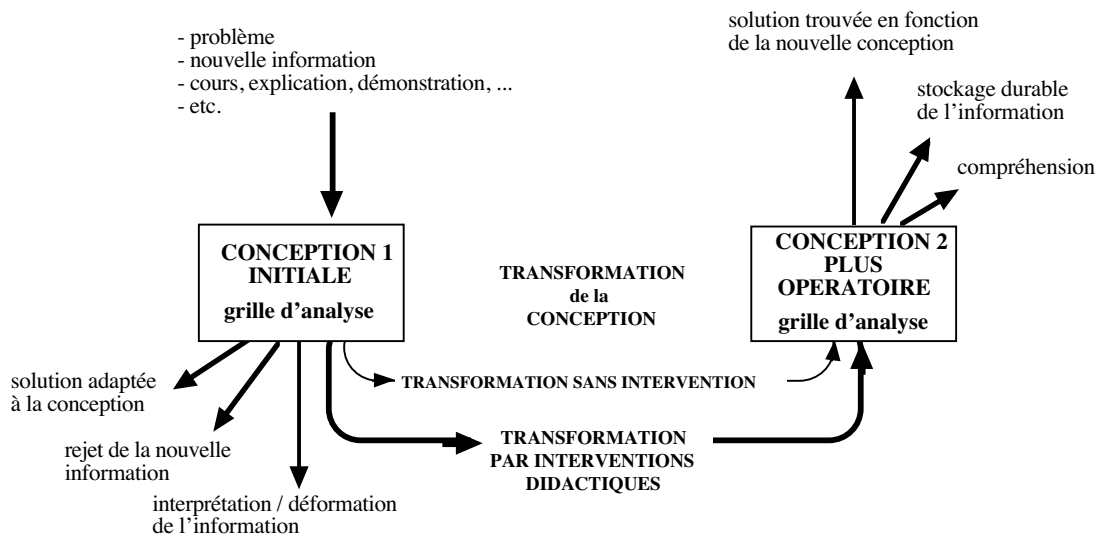 - problème
- nouvelle information
- cours, explication, démonstration, ...
- etc.
solution trouvée en fonction
de la nouvelle conception
stockage durable
de l’information
compréhension
CONCEPTION 1
INITIALE
grille d’analyse
TRANSFORMATION
de la
CONCEPTION
CONCEPTION 2
PLUS
OPERATOIRE
grille d’analyse
solution adaptée
à la conception
rejet de la nouvelle
information
interprétation / déformation
de l’information
TRANSFORMATION SANS INTERVENTION
TRANSFORMATION
PAR INTERVENTIONS
DIDACTIQUES